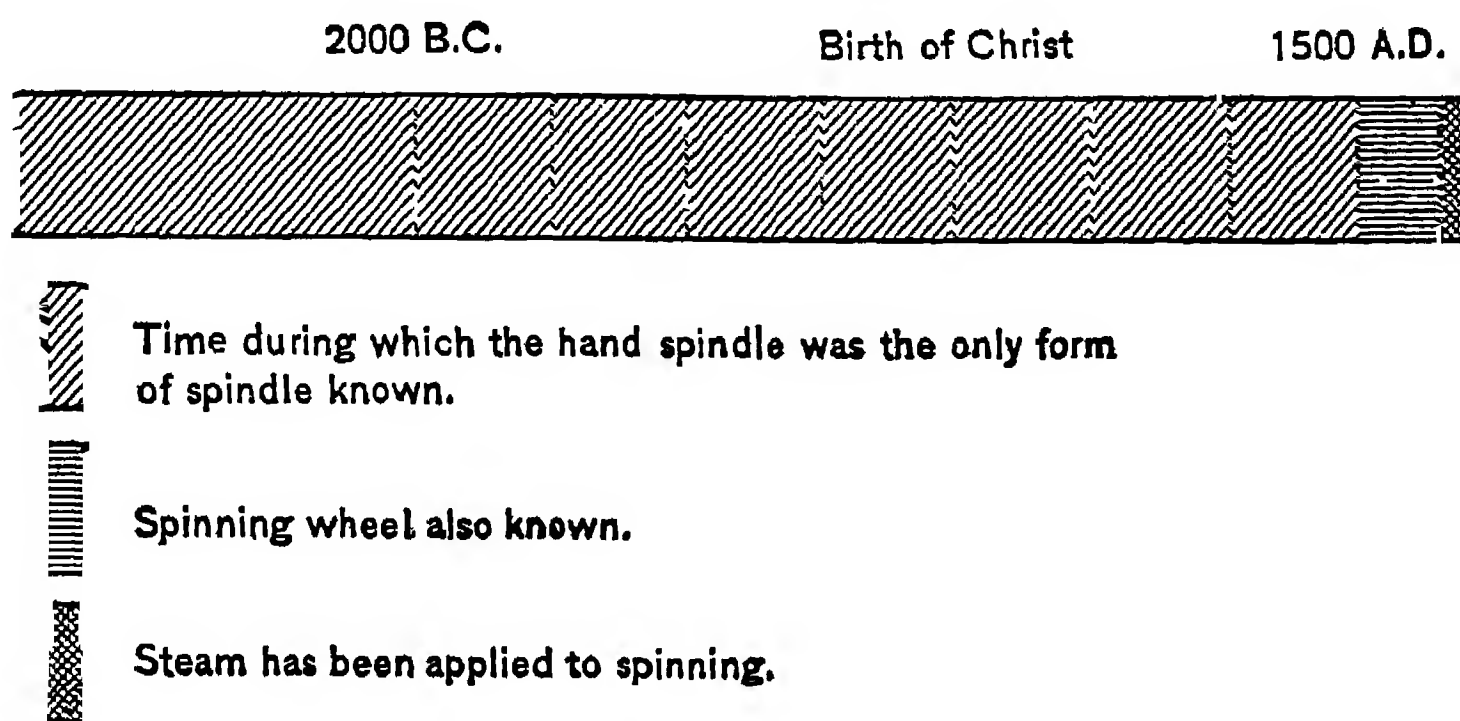 2000 B.C. Birth of Christ 1500 A.D.
Time during which the hand spindle was the only form
of spindle known.
Spinning wheel also known.
Steam has been applied to spinning.